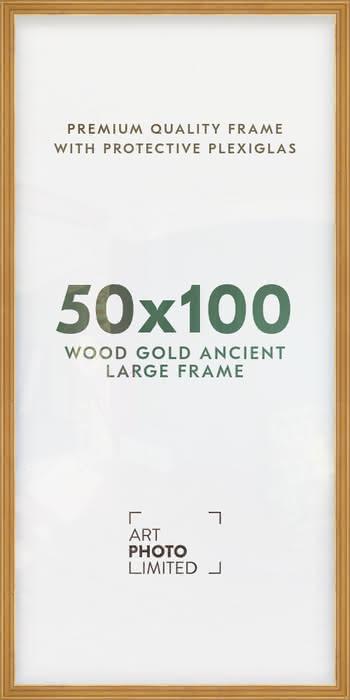 PREMIUM QUALITY FRAME
WITH PROTECTIVE PLEXIGLAS
50x100
WOOD GOLD ANCIENT
LARGE FRAME
ART
PHOTO
LIMITED